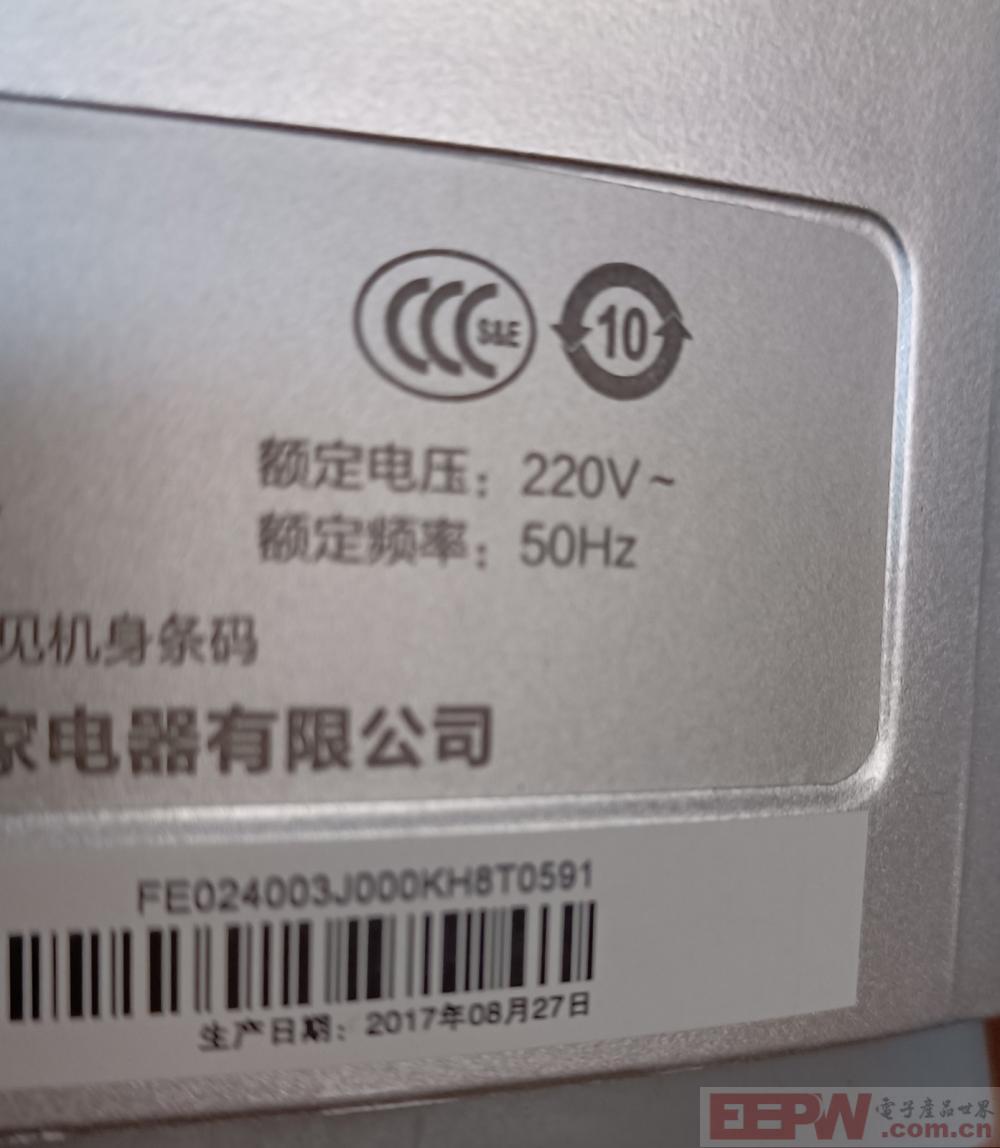 CCC S&E
10
额定电压：220V~
额定频率：50Hz
见机身条码
家电器有限公司
FE024003J000KH8T0591
生产日期：2017年08月27日
EEPW 電子產品世界
.com.cn